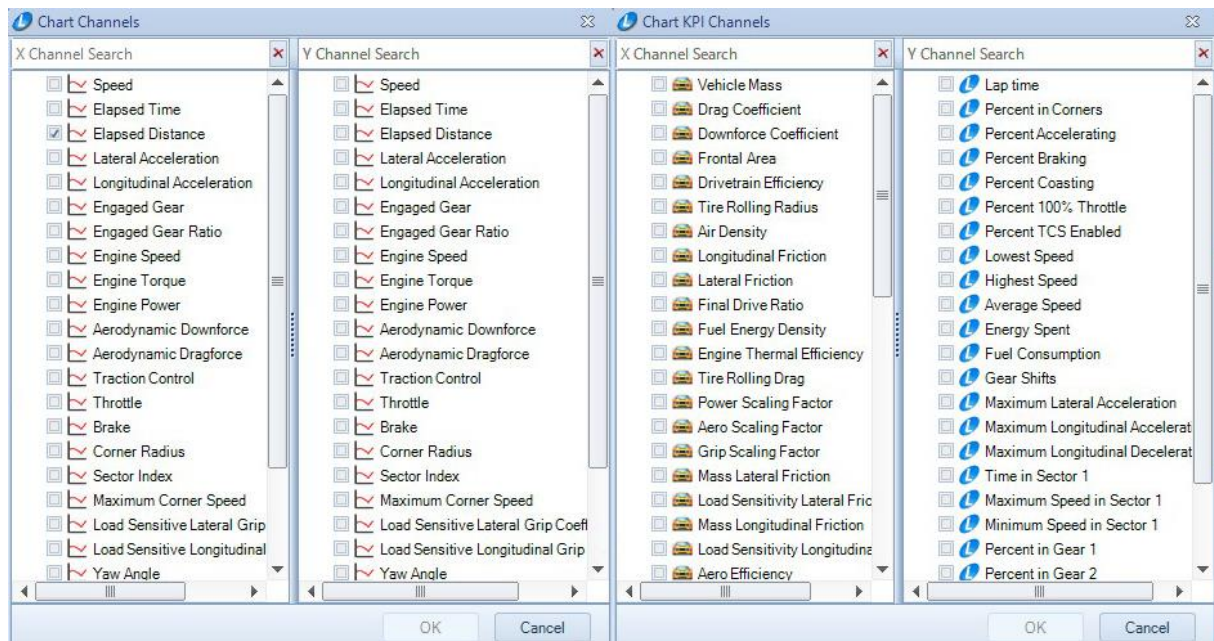 Chart Channels
X Channel Search
Speed
Elapsed Time
Elapsed Distance
Lateral Acceleration
Longitudinal Acceleration
Engaged Gear
Engaged Gear Ratio
Engine Speed
Engine Torque
Engine Power
Aerodynamic Downforce
Aerodynamic Dragforce
Traction Control
Throttle
Brake
Corner Radius
Sector Index
Maximum Corner Speed
Load Sensitive Lateral Grip
Load Sensitive Longitudinal
Yaw Angle
Y Channel Search
Speed
Elapsed Time
Elapsed Distance
Lateral Acceleration
Longitudinal Acceleration
Engaged Gear
Engaged Gear Ratio
Engine Speed
Engine Torque
Engine Power
Aerodynamic Downforce
Aerodynamic Dragforce
Traction Control
Throttle
Brake
Corner Radius
Sector Index
Maximum Corner Speed
Load Sensitive Lateral Grip Coeff
Load Sensitive Longitudinal Grip
Yaw Angle
OK
Cancel
Chart KPI Channels
X Channel Search
Vehicle Mass
Drag Coefficient
Downforce Coefficient
Frontal Area
Drivetrain Efficiency
Tire Rolling Radius
Air Density
Longitudinal Friction
Lateral Friction
Final Drive Ratio
Fuel Energy Density
Engine Thermal Efficiency
Tire Rolling Drag
Power Scaling Factor
Aero Scaling Factor
Grip Scaling Factor
Mass Lateral Friction
Load Sensitivity Lateral Fric
Mass Longitudinal Friction
Load Sensitivity Longitudina
Aero Efficiency
Y Channel Search
Lap time
Percent in Corners
Percent Accelerating
Percent Braking
Percent Coasting
Percent 100% Throttle
Percent TCS Enabled
Lowest Speed
Highest Speed
Average Speed
Energy Spent
Fuel Consumption
Gear Shifts
Maximum Lateral Acceleration
Maximum Longitudinal Accelerat
Maximum Longitudinal Decelerat
Time in Sector 1
Maximum Speed in Sector 1
Minimum Speed in Sector 1
Percent in Gear 1
Percent in Gear 2
OK
Cancel